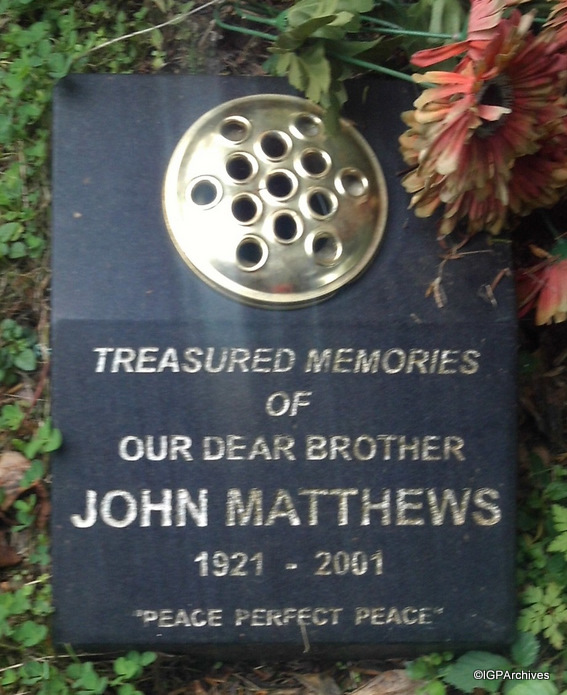 TREASURED MEMORIES
OF
OUR DEAR BROTHER
JOHN MATTHEWS
1921 - 2001
"PEACE PERFECT PEACE"
©IGPArchives